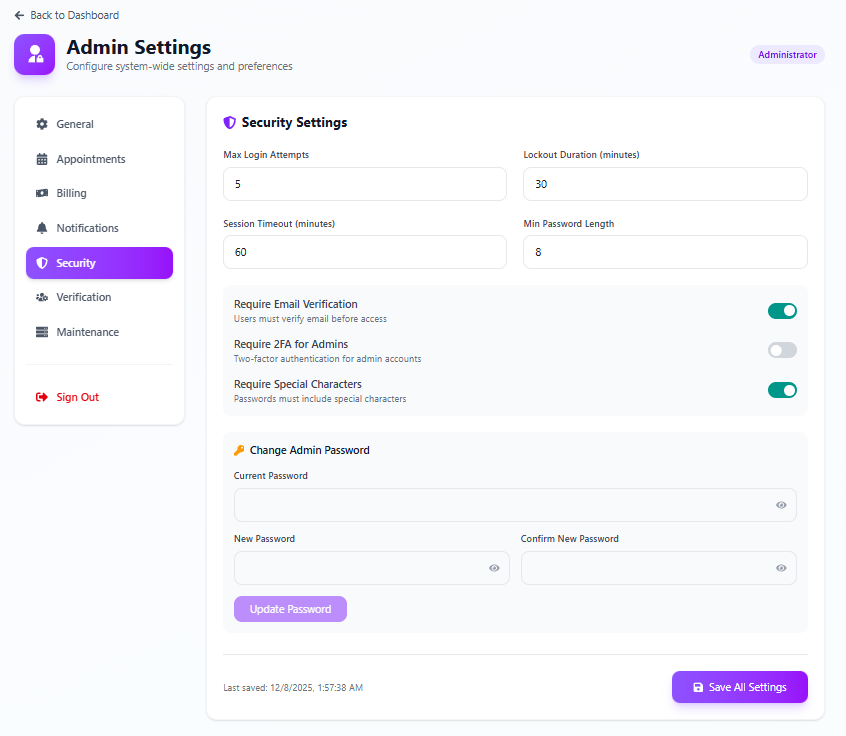 Back to Dashboard
Admin Settings
Configure system-wide settings and preferences
Administrator
General
Appointments
Billing
Notifications
Security
Verification
Maintenance
Sign Out
Security Settings
Max Login Attempts
Lockout Duration (minutes)
5
30
Session Timeout (minutes)
Min Password Length
60
8
Require Email Verification
Users must verify email before access
Require 2FA for Admins
Two-factor authentication for admin accounts
Require Special Characters
Passwords must include special characters
Change Admin Password
Current Password
New Password
Confirm New Password
Update Password
Last saved: 12/8/2025, 1:57:38 AM
Save All Settings